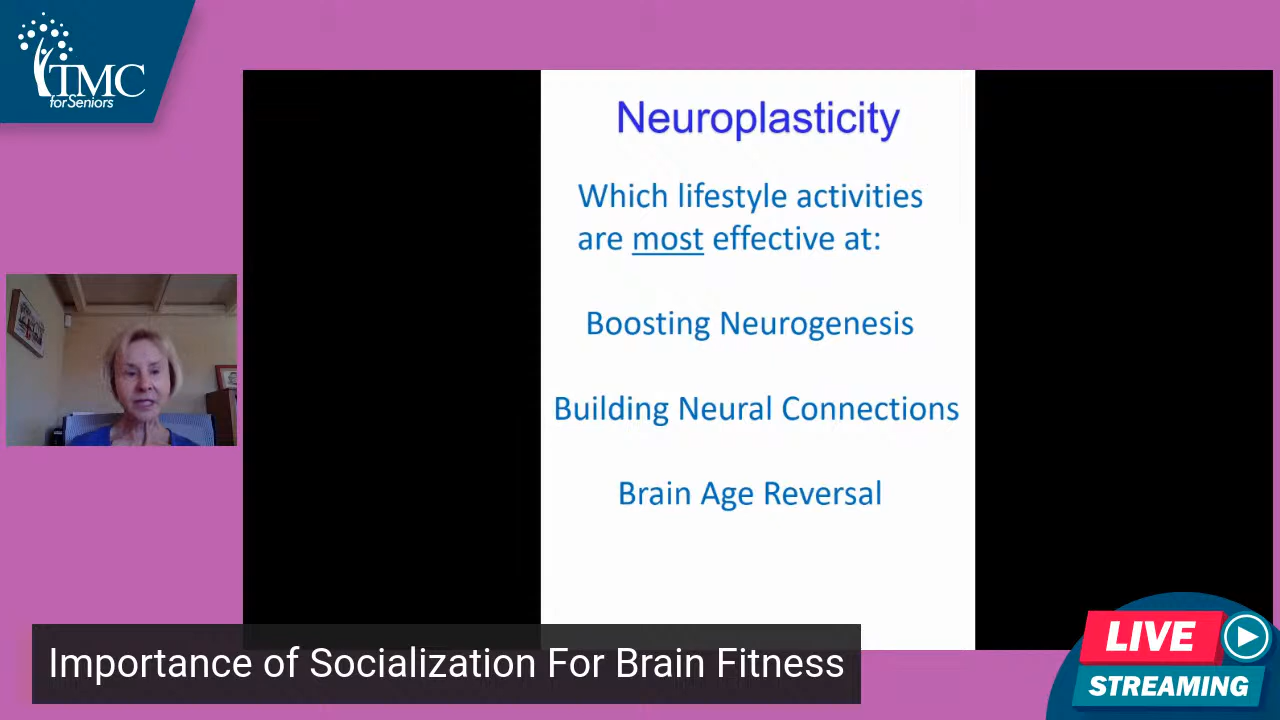 TMC
for Seniors
Neuroplasticity
Which lifestyle activities
are most effective at:
Boosting Neurogenesis
Building Neural Connections
Brain Age Reversal
Importance of Socialization For Brain Fitness
LIVE
STREAMING